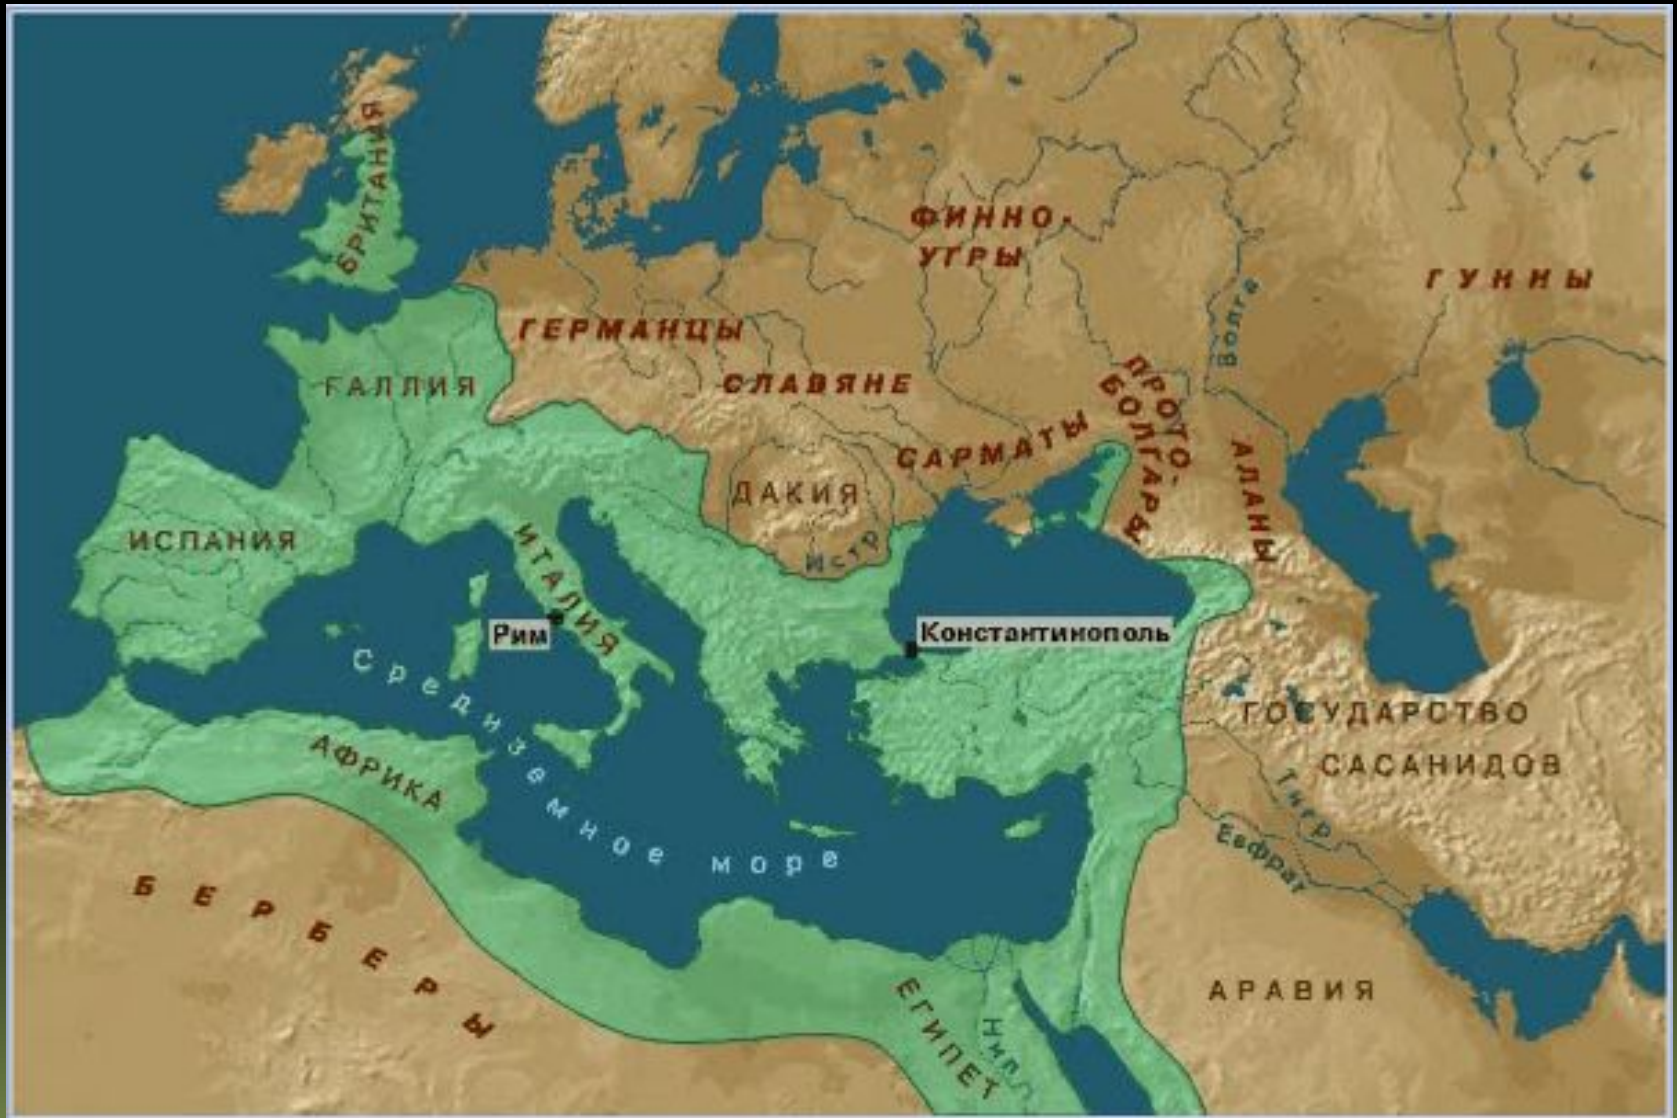 БРИТАНИЯ
ФИННО-
УГРЫ
ГУННЫ
Волга
ГЕРМАНЦЫ
ГАЛЛИЯ
СЛАВЯНЕ
ПРОТО-
БОЛГАРЫ
САРМАТЫ
АЛАНЫ
ДАКИЯ
ИСПАНИЯ
Истр
ИТАЛИЯ
Рим
Константинополь
Средиземное море
ГОСУДАРСТВО
САСАНИДОВ
АФРИКА
Тигр
Евфрат
БЕРБЕРЫ
АРАВИЯ
ЕГИПЕТ
Нил